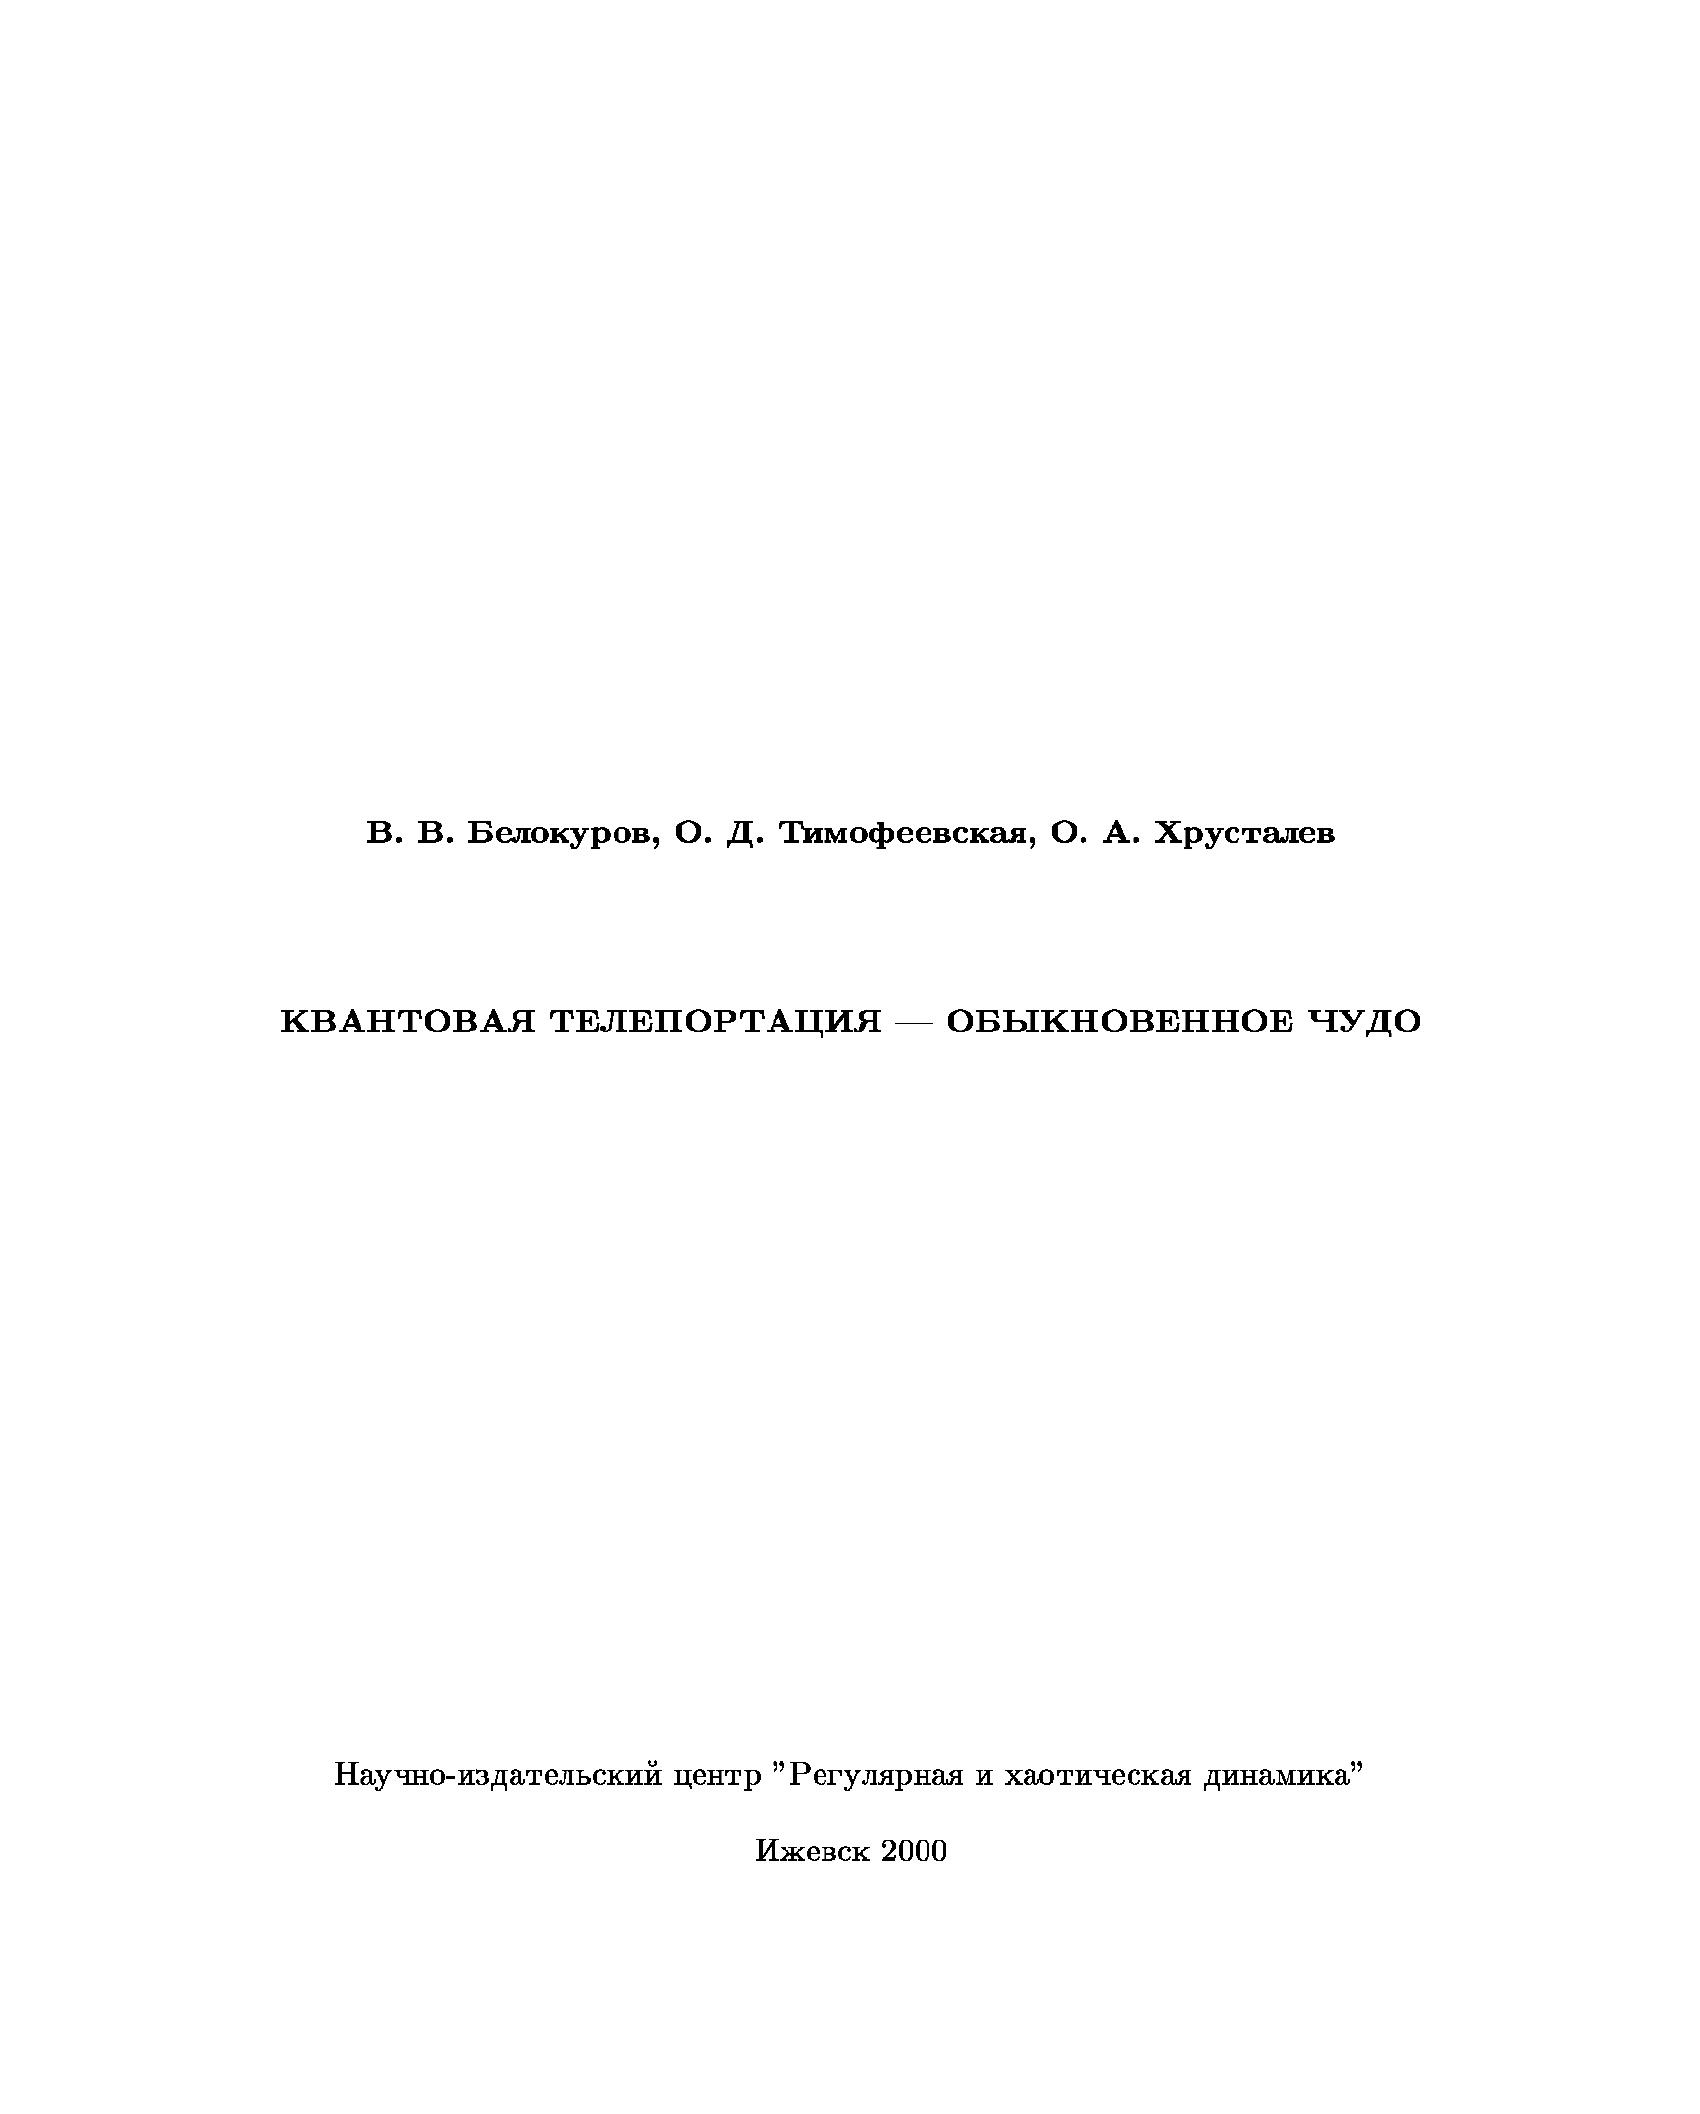 В. В. Белокуров, О. Д. Тимофеевская, О. А. Хрусталев
КВАНТОВАЯ ТЕЛЕПОРТАЦИЯ — ОБЫКНОВЕННОЕ ЧУДО
Научно-издательский центр ”Регулярная и хаотическая динамика”
Ижевск 2000